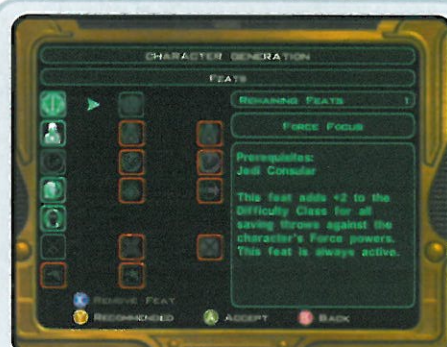 CHARACTER GENERATION
FEATS
REMAINING FEATS 1
FORCE FOCUS
Prerequisites:
Jedi Consular
This feat adds +2 to the
Difficulty Class for all
saving throws against the
character's Force powers.
This feat is always active.
X REMOVE FEAT
Y RECOMMENDED A ACCEPT B BACK